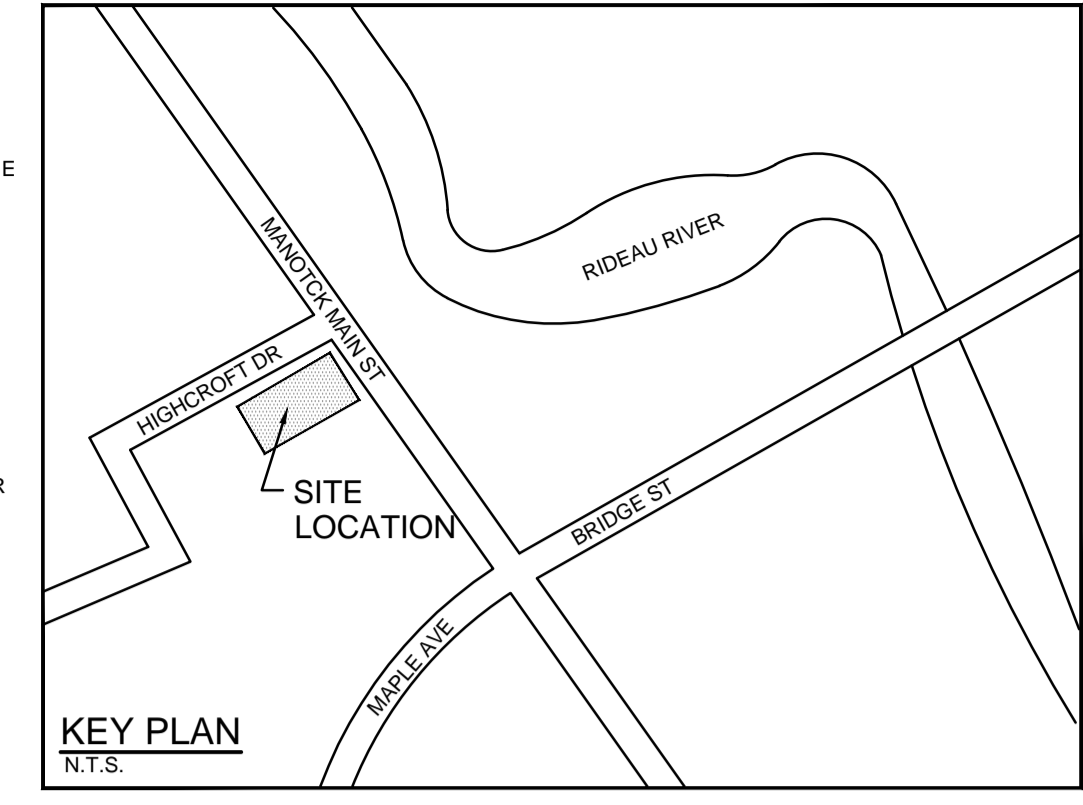 E
MANOTCK MAIN ST
RIDEAU RIVER
HIGHCROFT DR
R
SITE
LOCATION
BRIDGE ST
MAPLE AVE
KEY PLAN
N.T.S.